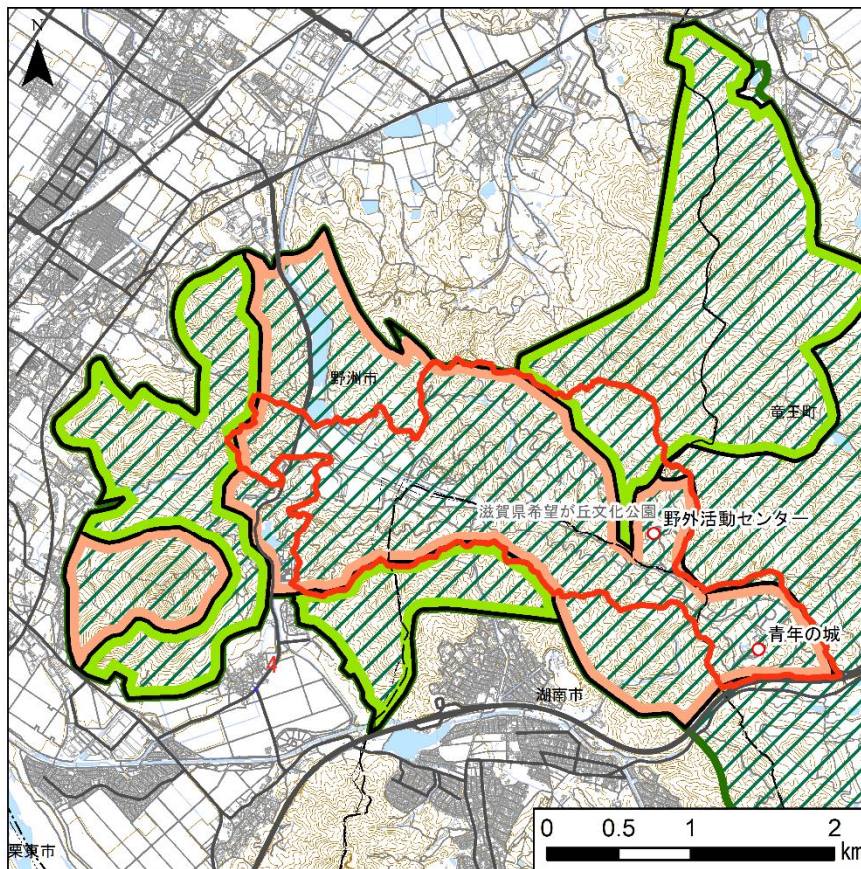 N
野洲市
竜王町
滋賀県希望が丘文化公園
野外活動センター
青年の城
4
湖南市
栗東市
0 0.5 1 2
km